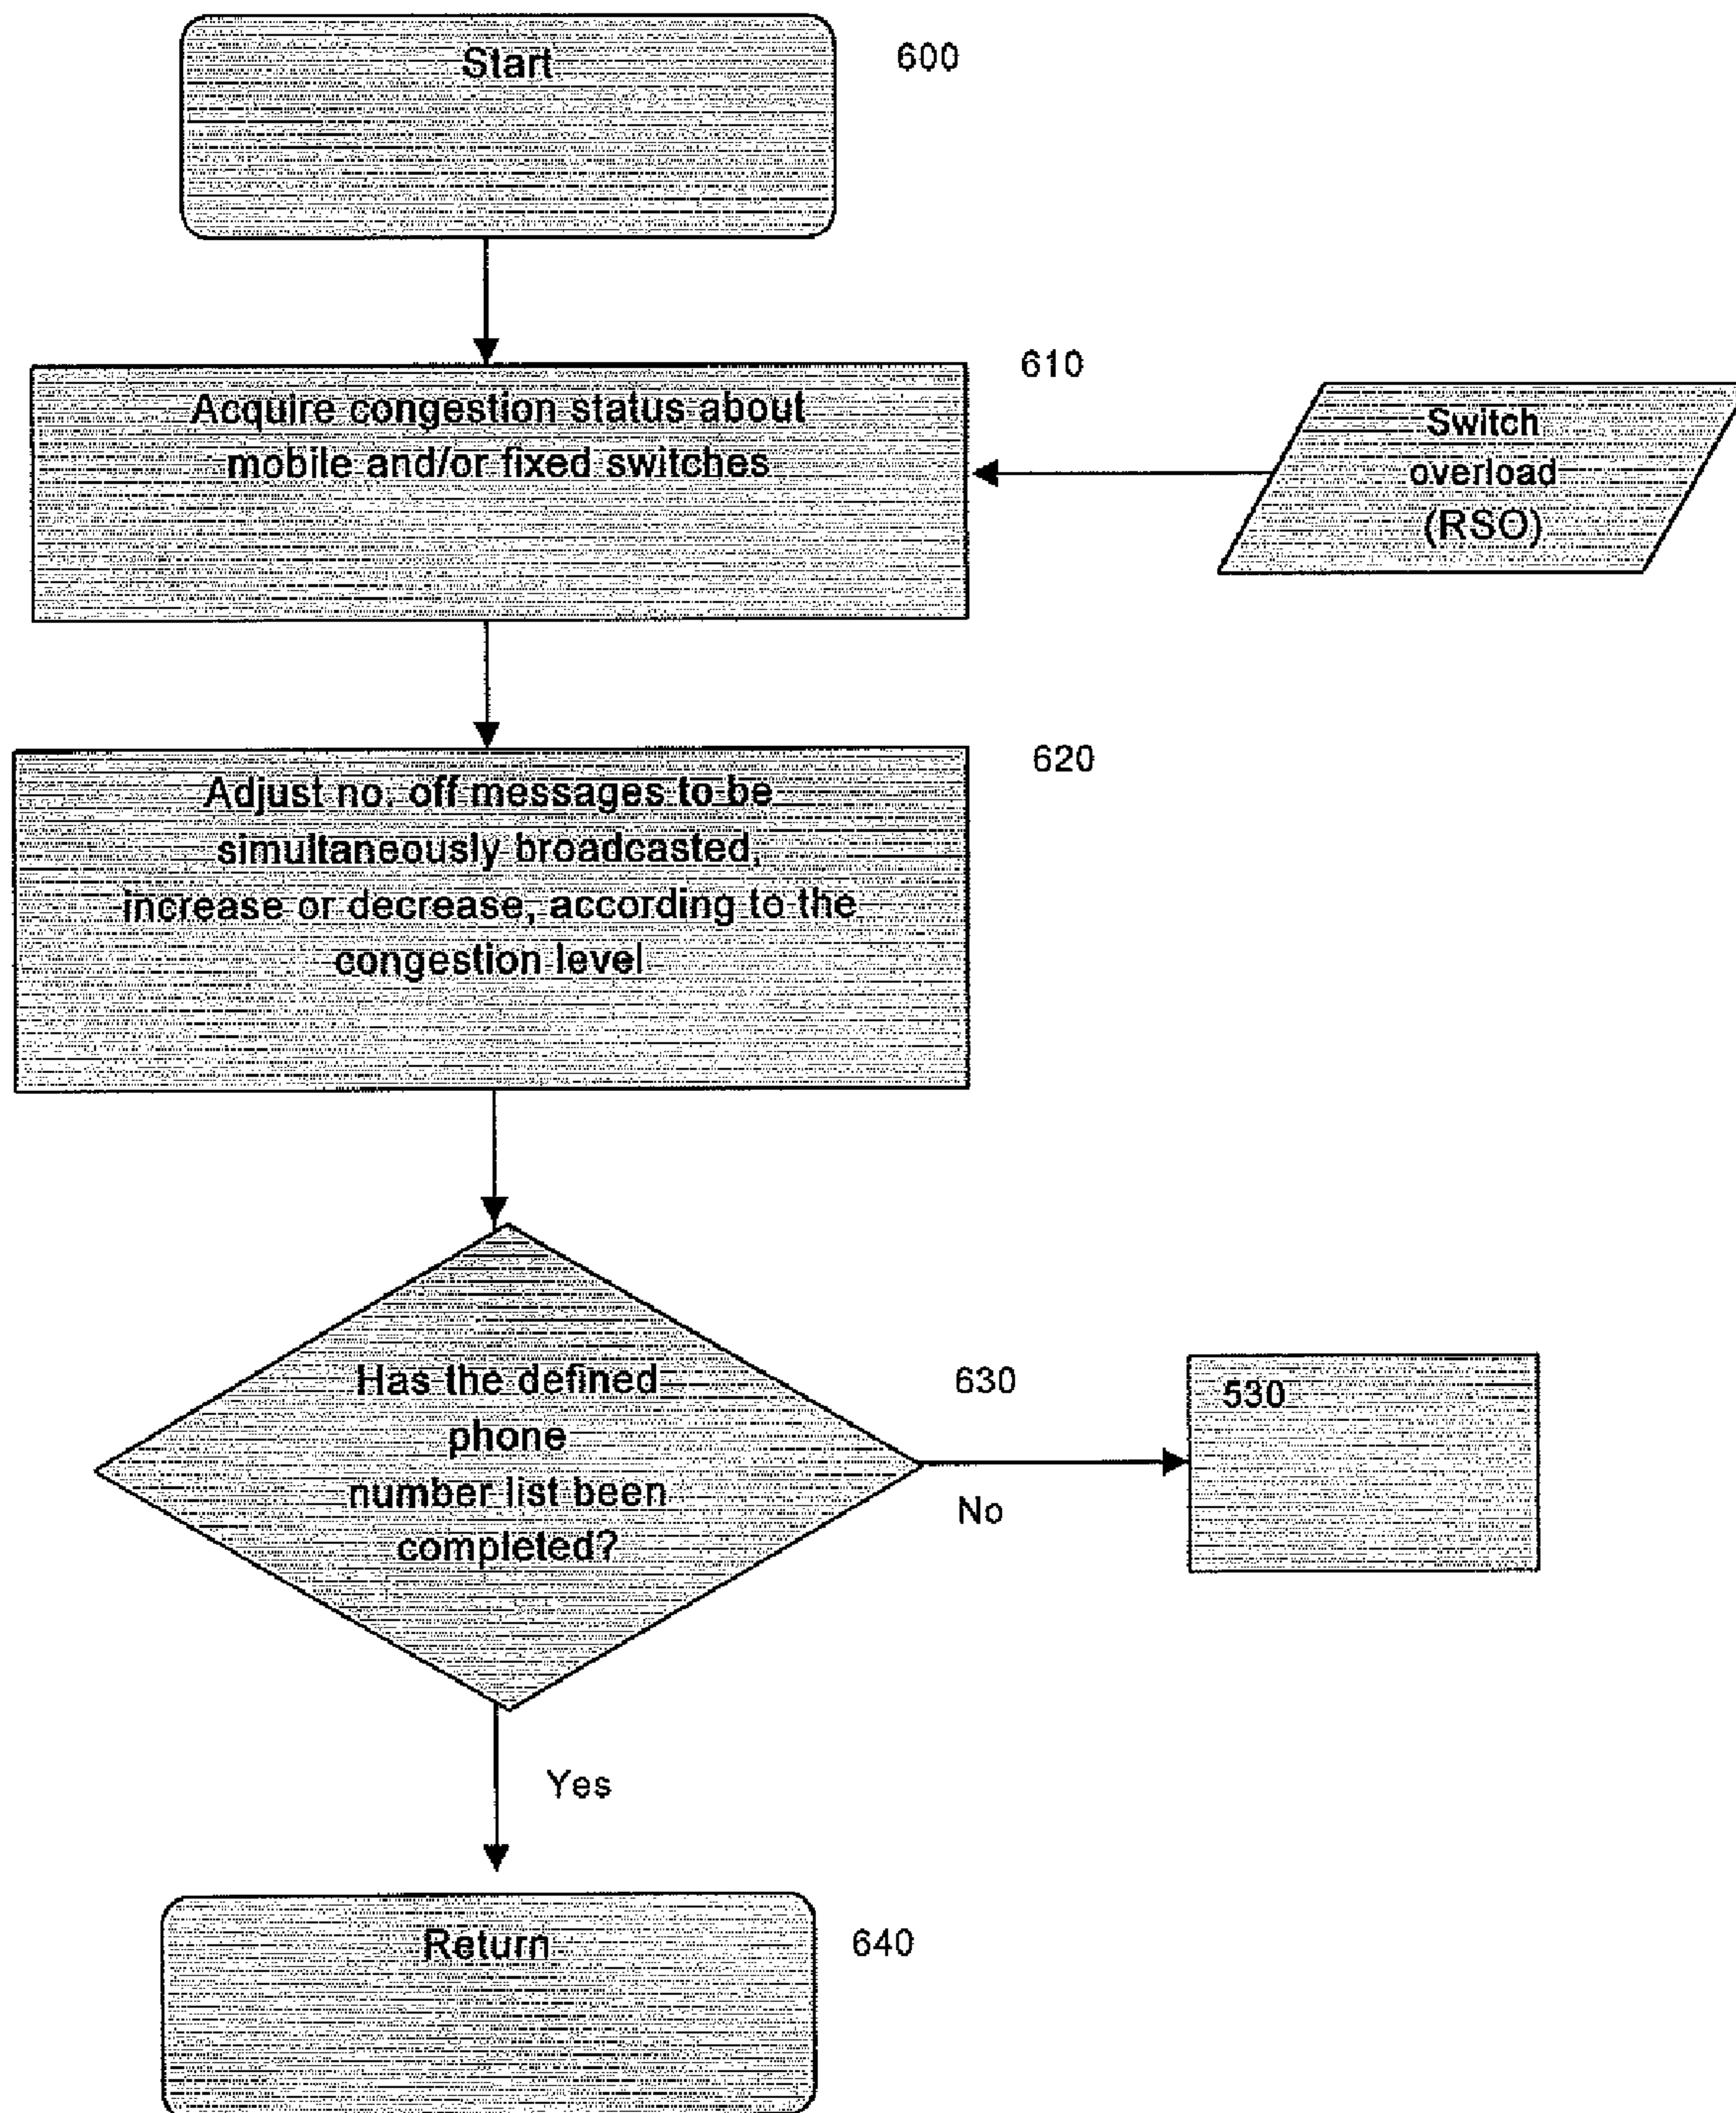 Start
600
610
Acquire congestion status about
mobile and/or fixed switches
Switch
overload
(RSO)
620
Adjust no. off messages to be
simultaneously broadcasted,
increase or decrease, according to the
congestion level
Has the defined
phone
number list been
completed?
630
No
530
Yes
Return
640